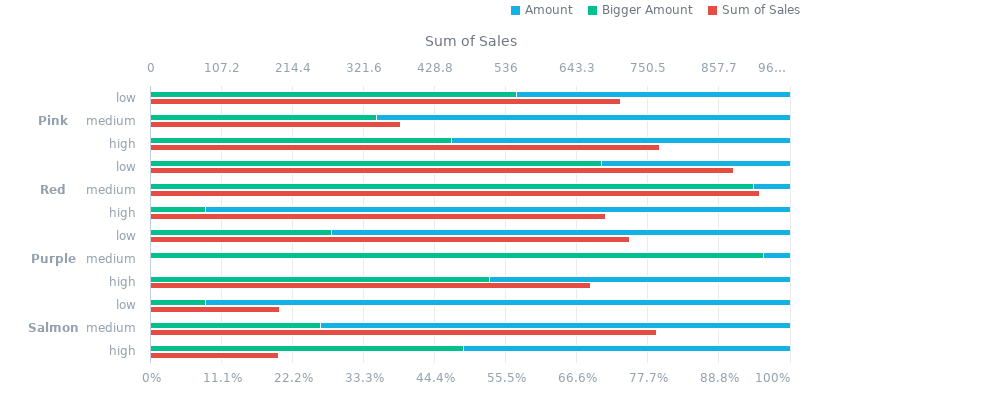 Amount Bigger Amount Sum of Sales
Sum of Sales
0 107.2 214.4 321.6 428.8 536 643.3 750.5 857.7 96...
low
Pink medium
high
low
Red medium
high
low
Purple medium
high
low
Salmon medium
high
0% 11.1% 22.2% 33.3% 44.4% 55.5% 66.6% 77.7% 88.8% 100%